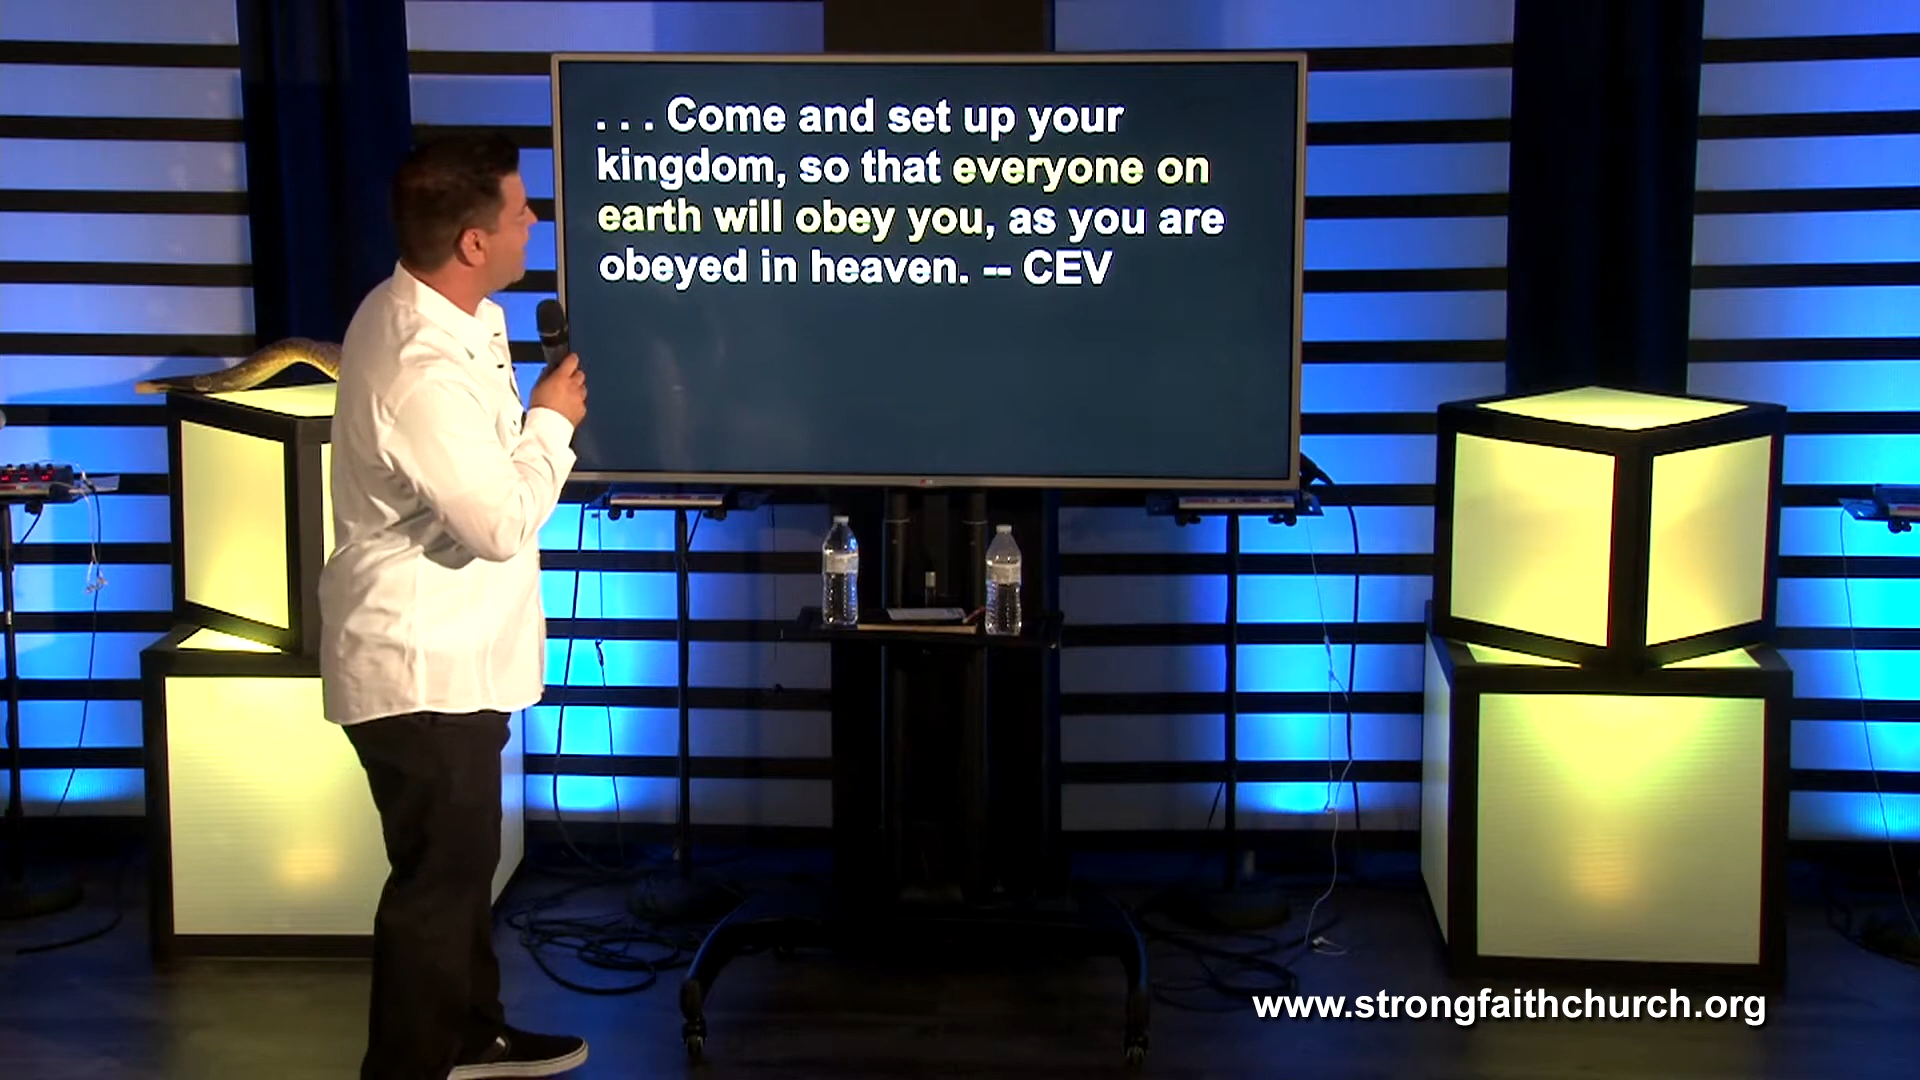 . . . Come and set up your
kingdom, so that everyone on
earth will obey you, as you are
obeyed in heaven. -- CEV
www.strongfaithchurch.org